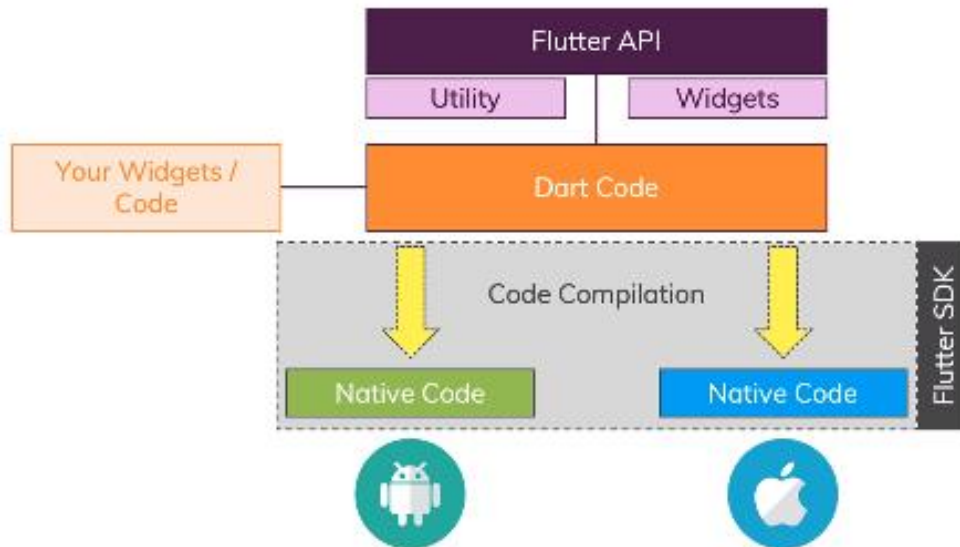 Flutter API
Utility
Widgets
Your Widgets /
Code
Dart Code
Code Compilation
Native Code
Native Code
Flutter SDK